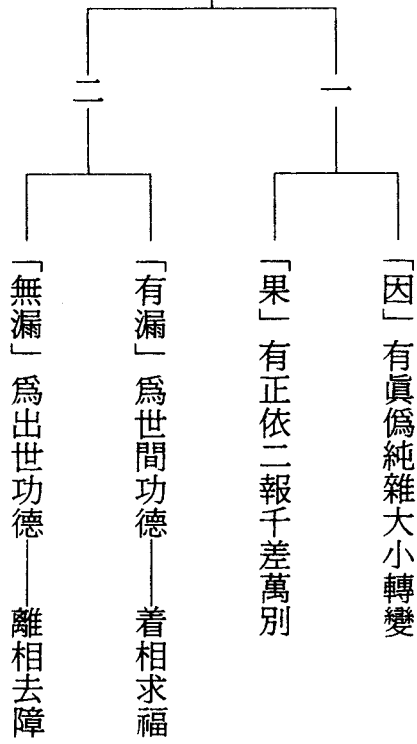 一
「因」有眞僞純雜大小轉變
「果」有正依二報千差萬別
二
「有漏」爲世間功德——着相求福
「無漏」爲出世功德——離相去障